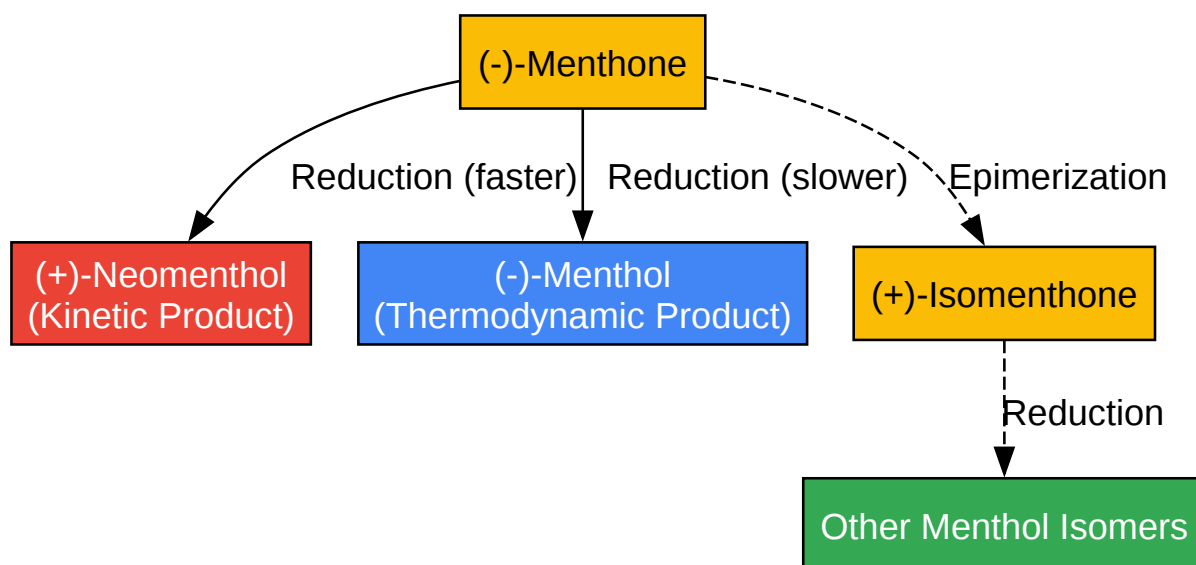 (-)-Menthone
Reduction (faster)
Reduction (slower)
Epimerization
(+)-Neomenthol
(Kinetic Product)
(-)-Menthol
(Thermodynamic Product)
(+)-Isomenthone
Reduction
Other Menthol Isomers